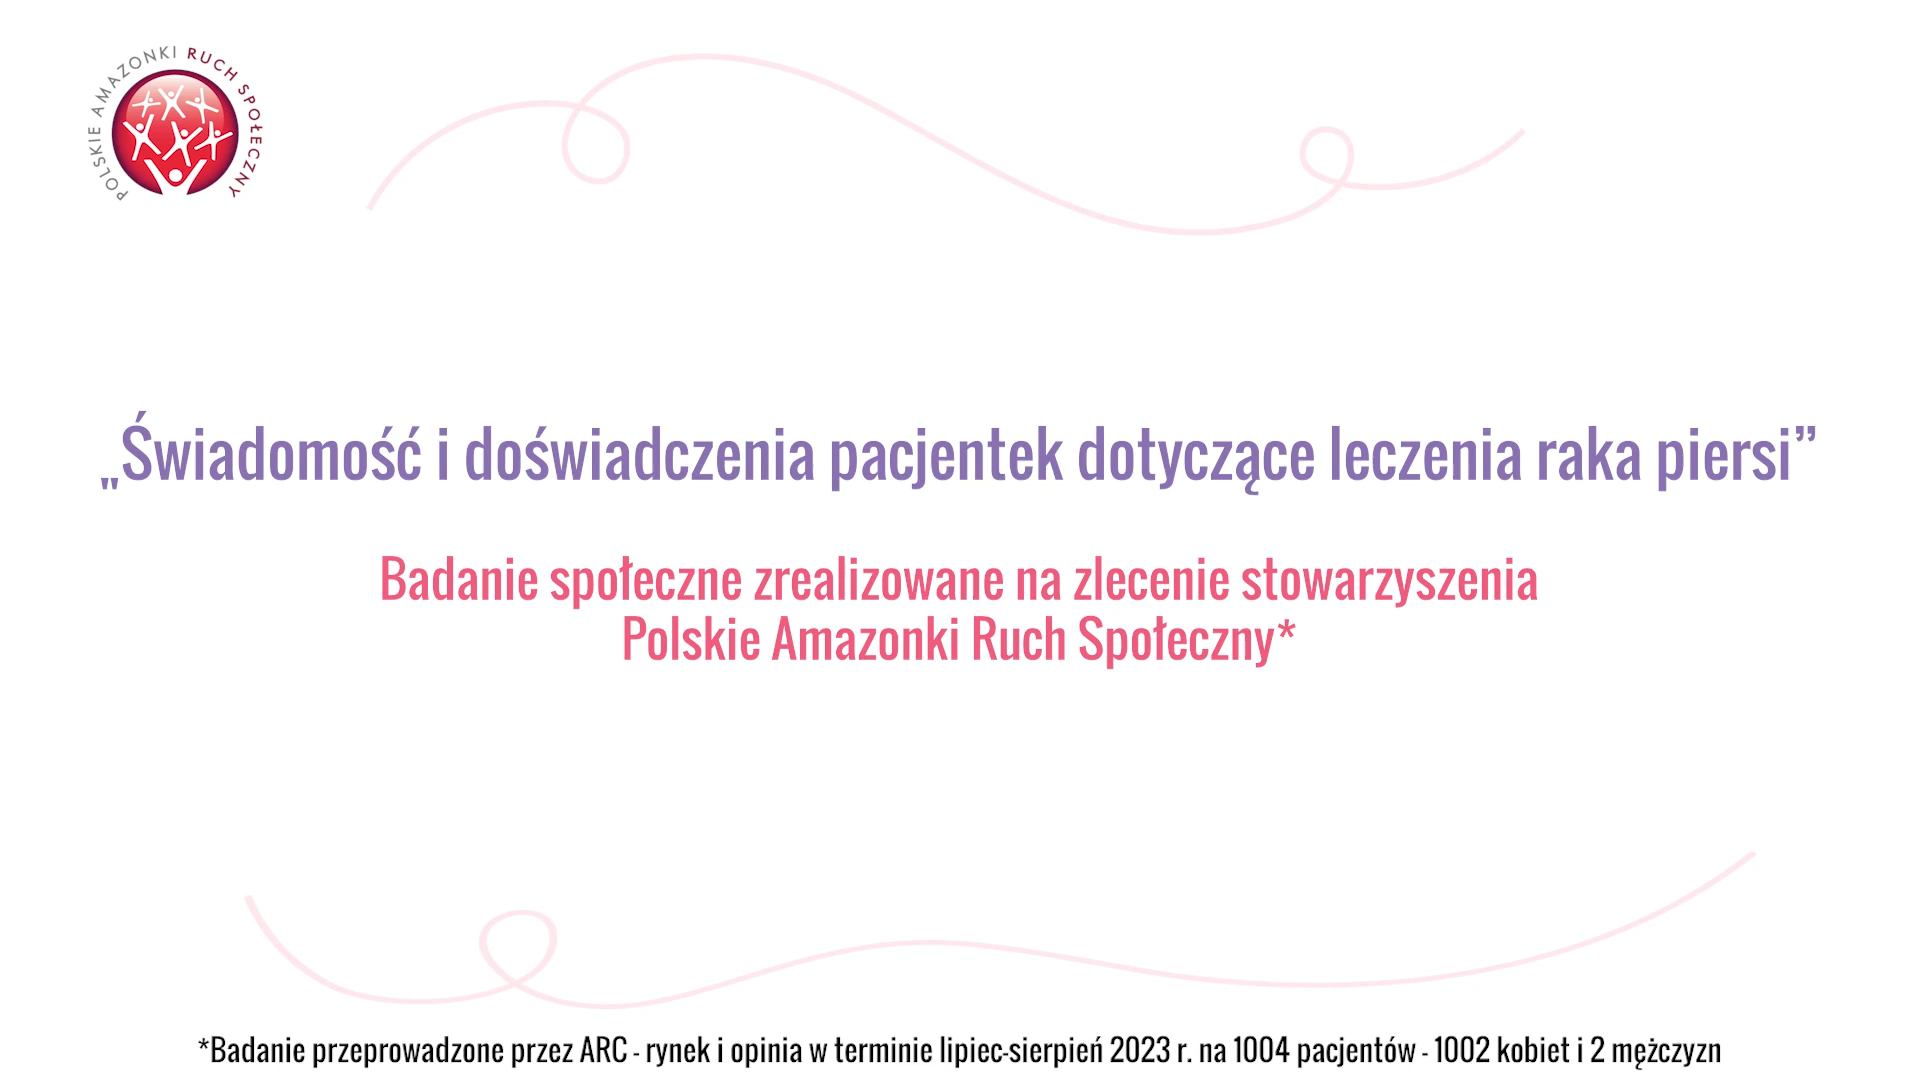 POLSKIE AMAZONKI RUCH SPOŁECZNY
„Świadomość i doświadczenia pacjentek dotyczące leczenia raka piersi”
Badanie społeczne zrealizowane na zlecenie stowarzyszenia
Polskie Amazonki Ruch Społeczny*
*Badanie przeprowadzone przez ARC - rynek i opinia w terminie lipiec-sierpień 2023 r. na 1004 pacjentów - 1002 kobiet i 2 mężczyzn